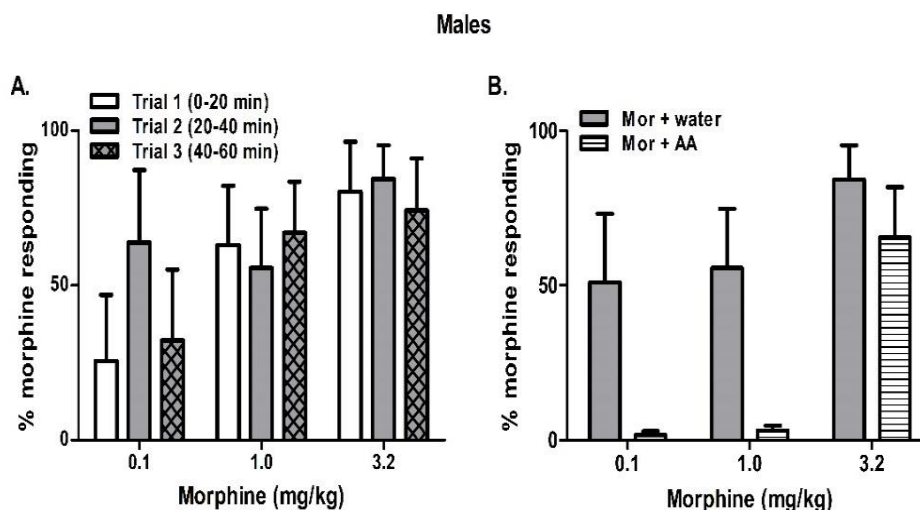 Males
A.
Trial 1 (0-20 min)
Trial 2 (20-40 min)
Trial 3 (40-60 min)
% morphine responding
100
50
0
0.1 1.0 3.2
Morphine (mg/kg)
B.
Mor + water
Mor + AA
% morphine responding
100
50
0
0.1 1.0 3.2
Morphine (mg/kg)